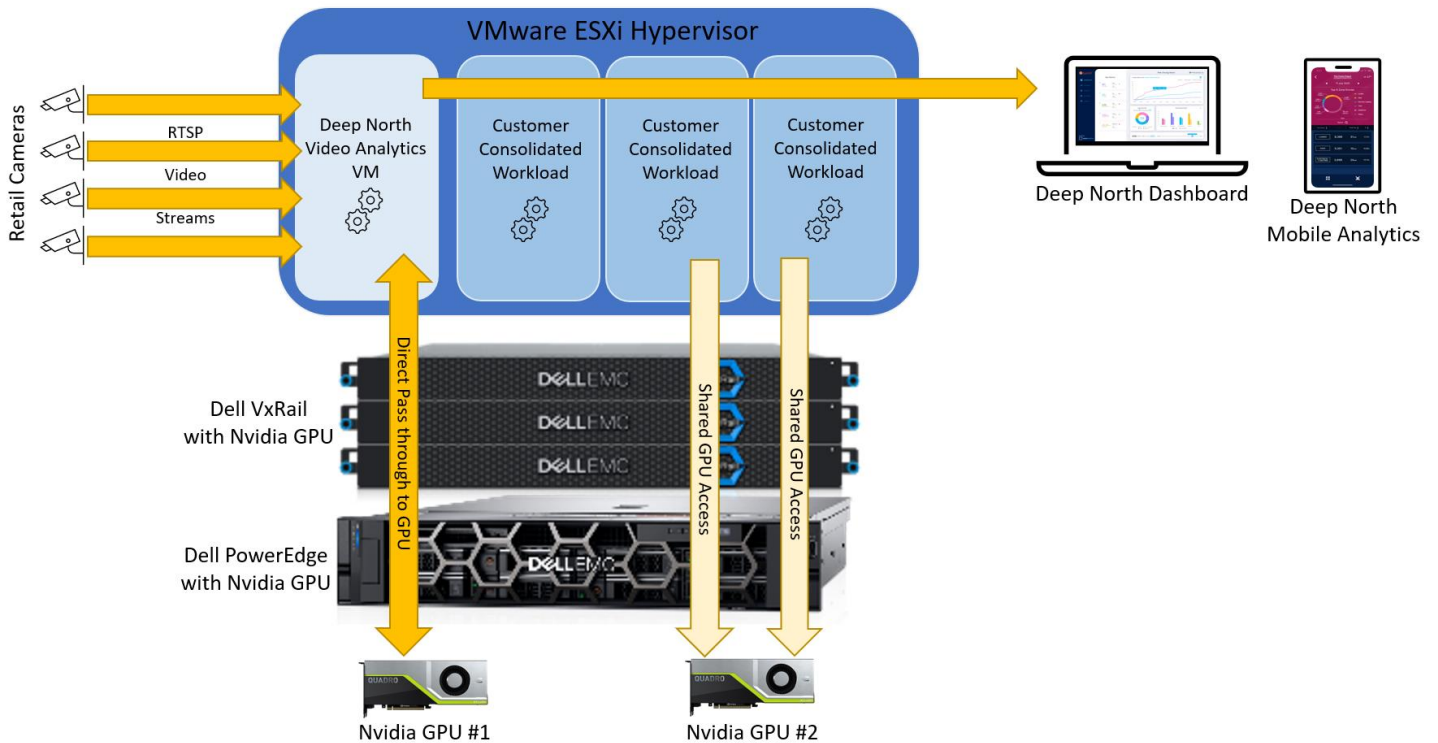 VMware ESXi Hypervisor
Retail Cameras
RTSP
Video
Streams
Deep North
Video Analytics
VM
Customer
Consolidated
Workload
Customer
Consolidated
Workload
Customer
Consolidated
Workload
Deep North Dashboard
Deep North
Mobile Analytics
Direct Pass through to GPU
Shared GPU Access
Shared GPU Access
Dell VxRail
with Nvidia GPU
DELLEMC
DELLEMC
DELLEMC
Dell PowerEdge
with Nvidia GPU
DELLEMC
QUADRO
Nvidia GPU #1
QUADRO
Nvidia GPU #2